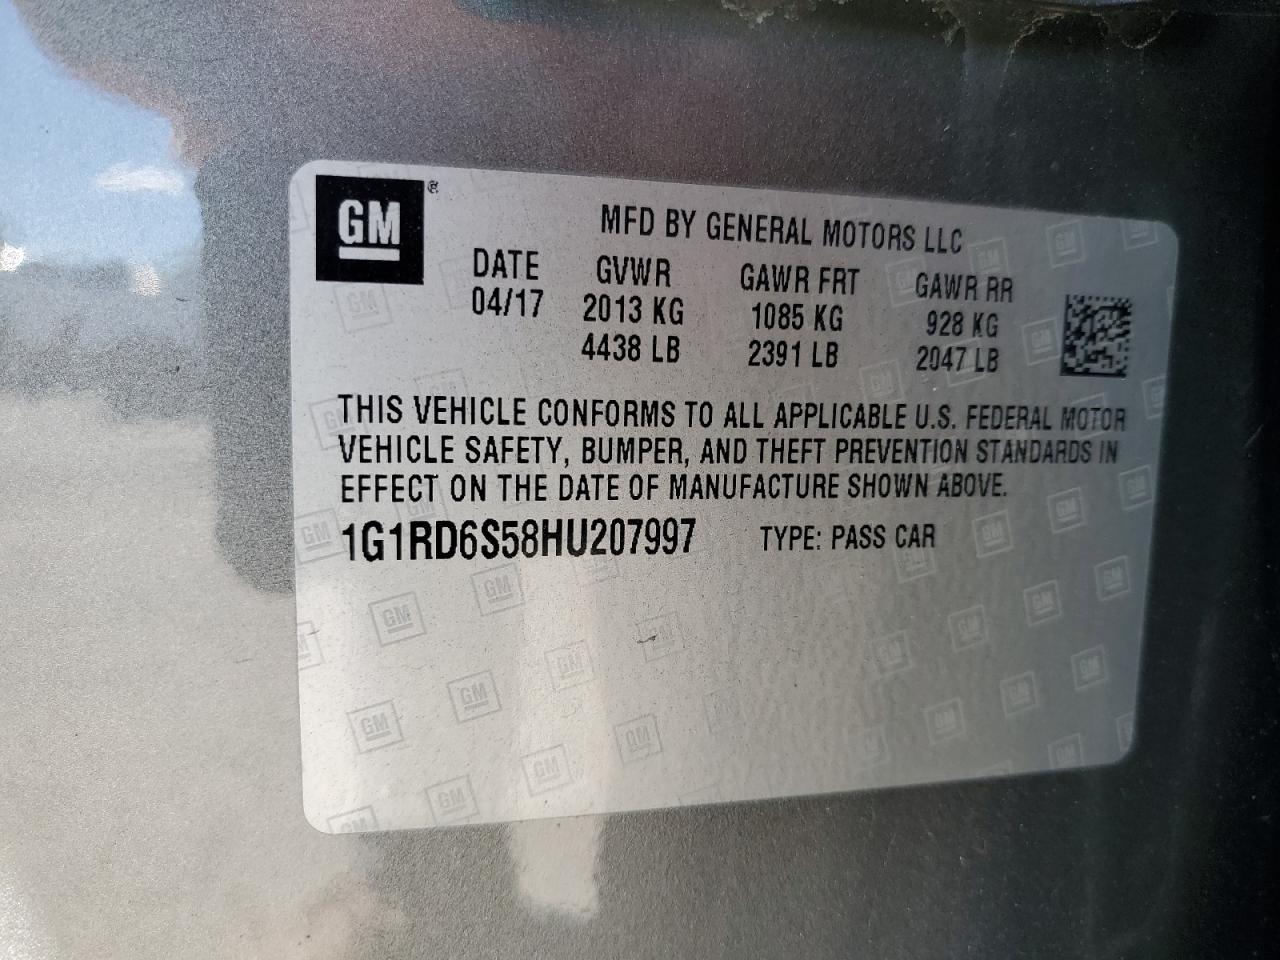 GM
MFD BY GENERAL MOTORS LLC
DATE GVWR GAWR FRT GAWR RR
04/17 2013 KG 1085 KG 928 KG
4438 LB 2391 LB 2047 LB
THIS VEHICLE CONFORMS TO ALL APPLICABLE U.S. FEDERAL MOTOR
VEHICLE SAFETY, BUMPER, AND THEFT PREVENTION STANDARDS IN
EFFECT ON THE DATE OF MANUFACTURE SHOWN ABOVE.
1G1RD6S58HU207997 TYPE: PASS CAR